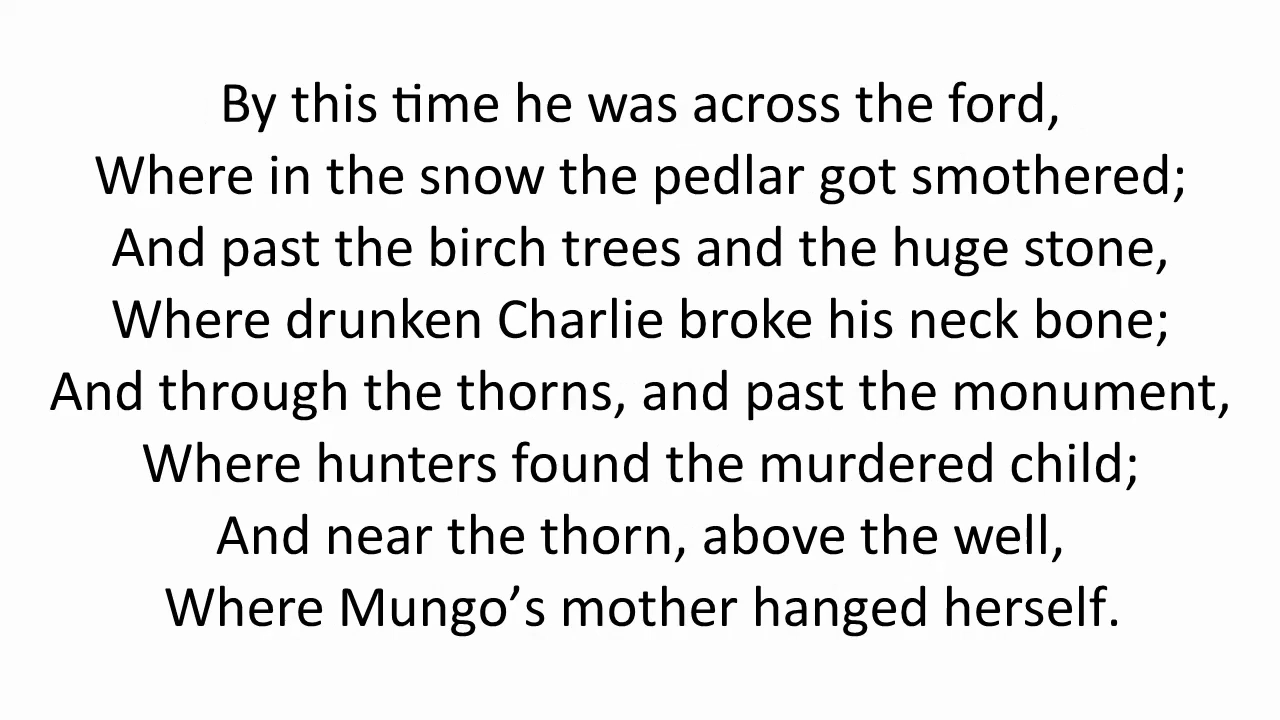 By this time he was across the ford,
Where in the snow the pedlar got smothered;
And past the birch trees and the huge stone,
Where drunken Charlie broke his neck bone;
And through the thorns, and past the monument,
Where hunters found the murdered child;
And near the thorn, above the well,
Where Mungo’s mother hanged herself.